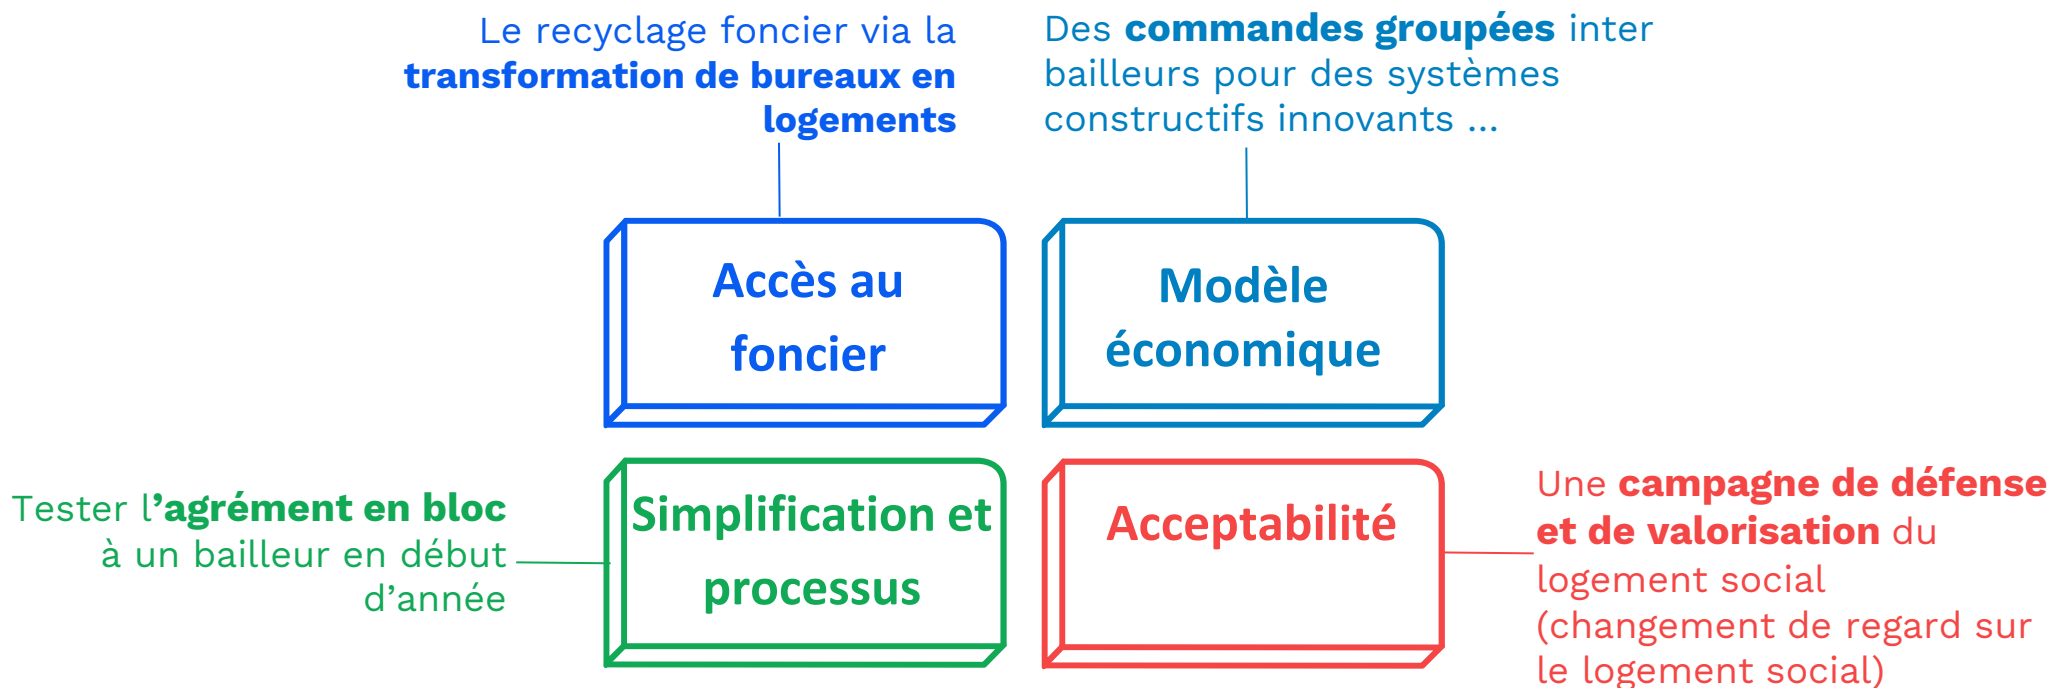 Le recyclage foncier via la
transformation de bureaux en
logements
Des commandes groupées inter
bailleurs pour des systèmes
constructifs innovants ...
Accès au
foncier
Modèle
économique
Tester l’agrément en bloc
à un bailleur en début
d’année
Simplification et
processus
Acceptabilité
Une campagne de défense
et de valorisation du
logement social
(changement de regard sur
le logement social)